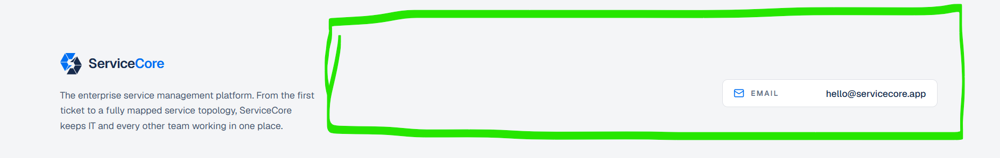 ServiceCore
The enterprise service management platform. From the first
ticket to a fully mapped service topology, ServiceCore
keeps IT and every other team working in one place.
EMAIL hello@servicecore.app